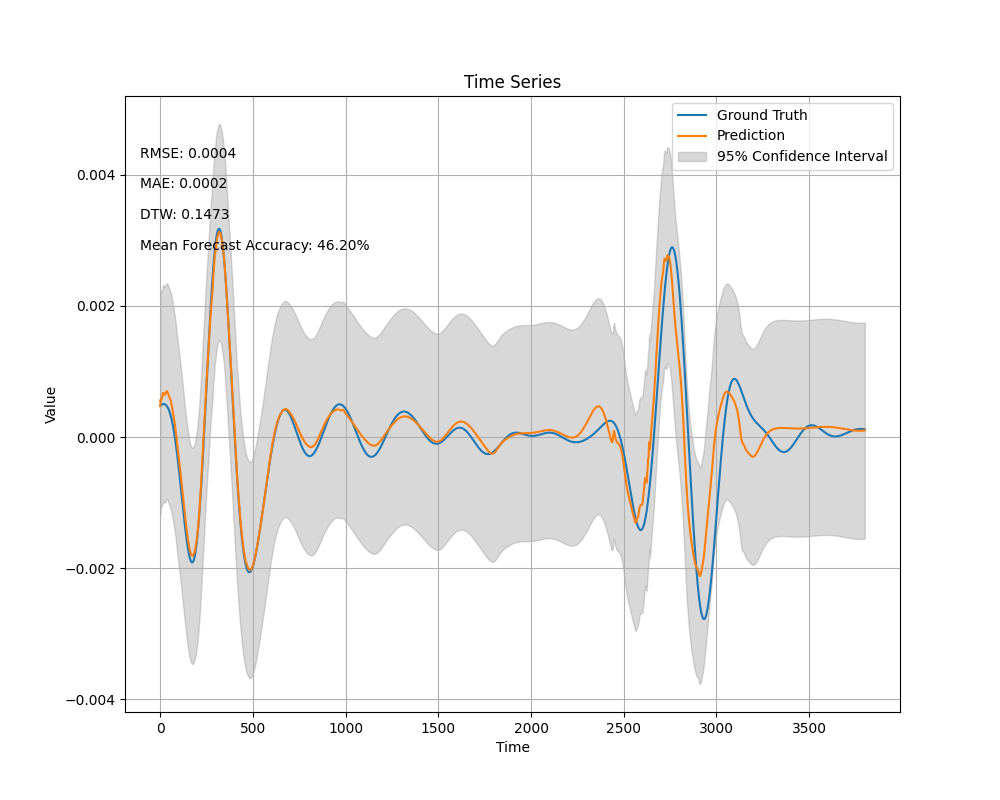 Time Series
Ground Truth
Prediction
95% Confidence Interval
RMSE: 0.0004
MAE: 0.0002
DTW: 0.1473
Mean Forecast Accuracy: 46.20%
0.004
0.002
0.000
−0.002
−0.004
Value
0 500 1000 1500 2000 2500 3000 3500
Time